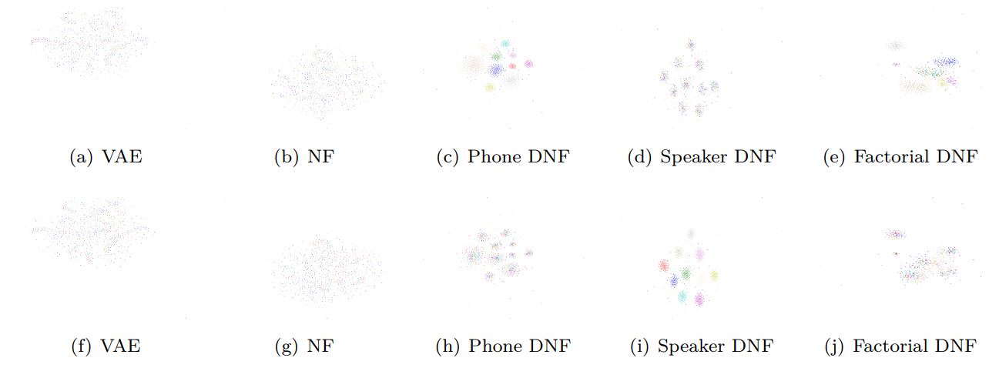 (a) VAE (b) NF (c) Phone DNF (d) Speaker DNF (e) Factorial DNF
(f) VAE (g) NF (h) Phone DNF (i) Speaker DNF (j) Factorial DNF